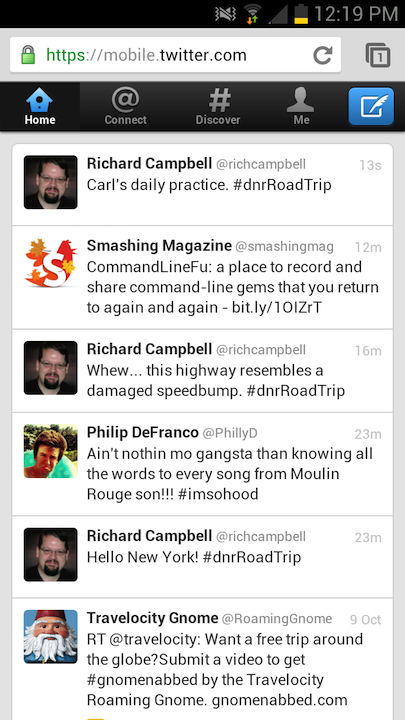 12:19 PM
https://mobile.twitter.com
1
Home
Connect
Discover
Me
Richard Campbell @richcampbell 13s
Carl's daily practice. #dnrRoadTrip
Smashing Magazine @smashingmag 12m
CommandLineFu: a place to record and
share command-line gems that you return
to again and again - bit.ly/1OIZrT
Richard Campbell @richcampbell 16m
Whew... this highway resembles a
damaged speedbump. #dnrRoadTrip
Philip DeFranco @PhillyD 23m
Ain't nothin mo gangsta than knowing all
the words to every song from Moulin
Rouge son!!! #imsohood
Richard Campbell @richcampbell 23m
Hello New York! #dnrRoadTrip
Travelocity Gnome @RoamingGnome 9 Oct
RT @travelocity: Want a free trip around
the globe?Submit a video to get
#gnomenabbed by the Travelocity
Roaming Gnome. gnomenabbed.com